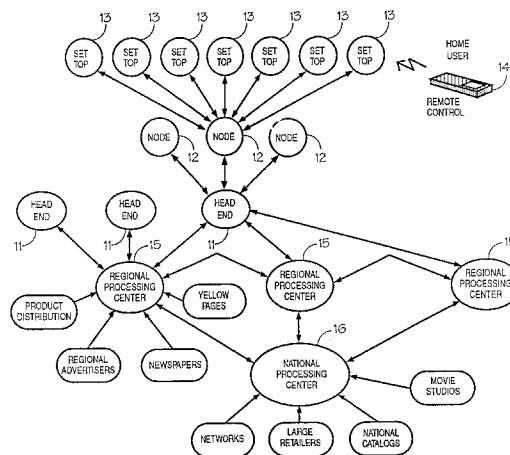 13 13 13 13 13 13 13
SET TOP
SET TOP
SET TOP
SET TOP
SET TOP
SET TOP
SET TOP
HOME USER
14
REMOTE CONTROL
NODE
12
NODE
12
NODE
12
HEAD END
11
HEAD END
11
HEAD END
11
15
REGIONAL PROCESSING CENTER
15
REGIONAL PROCESSING CENTER
15
REGIONAL PROCESSING CENTER
PRODUCT DISTRIBUTION
YELLOW PAGES
REGIONAL ADVERTISERS
NEWSPAPERS
16
NATIONAL PROCESSING CENTER
MOVIE STUDIOS
NETWORKS
LARGE RETAILERS
NATIONAL CATALOGS